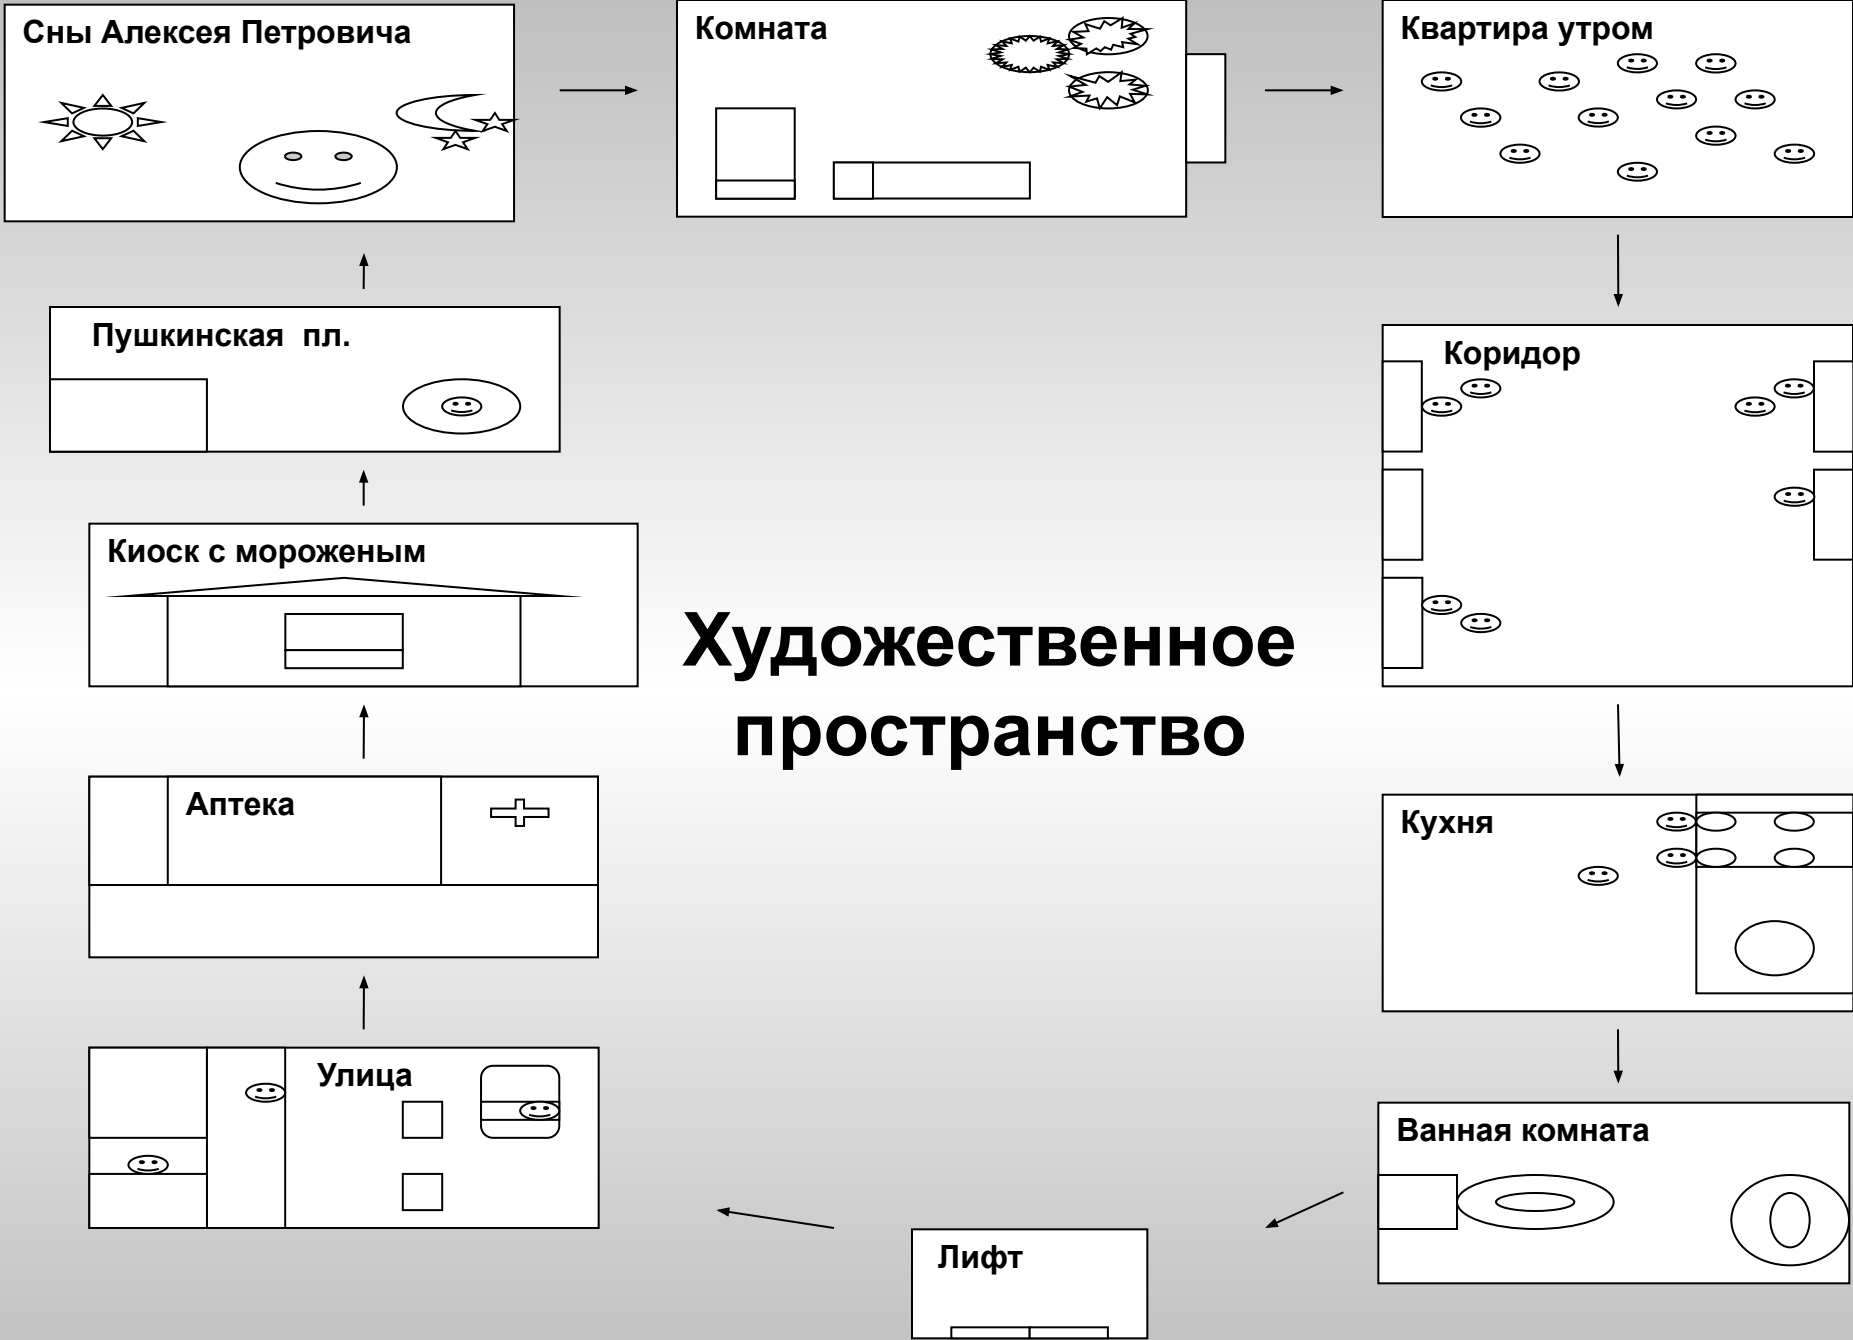 Сны Алексея Петровича
Комната
Квартира утром
Пушкинская  пл.
Коридор
Киоск с мороженым
Художественное
пространство
Аптека
Кухня
Улица
Ванная комната
Лифт